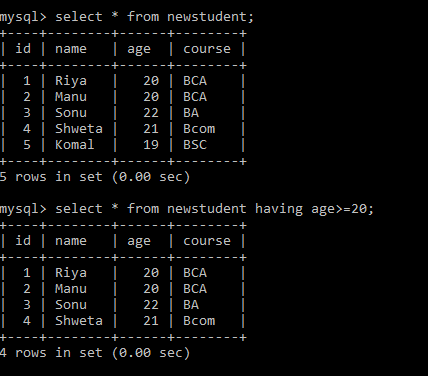 mysql> select * from newstudent;
+----+--------+------+--------+
| id | name   | age  | course |
+----+--------+------+--------+
|  1 | Riya   |   20 | BCA    |
|  2 | Manu   |   20 | BCA    |
|  3 | Sonu   |   22 | BA     |
|  4 | Shweta |   21 | Bcom   |
|  5 | Komal  |   19 | BSC    |
+----+--------+------+--------+
5 rows in set (0.00 sec)
mysql> select * from newstudent having age>=20;
+----+--------+------+--------+
| id | name   | age  | course |
+----+--------+------+--------+
|  1 | Riya   |   20 | BCA    |
|  2 | Manu   |   20 | BCA    |
|  3 | Sonu   |   22 | BA     |
|  4 | Shweta |   21 | Bcom   |
+----+--------+------+--------+
4 rows in set (0.00 sec)